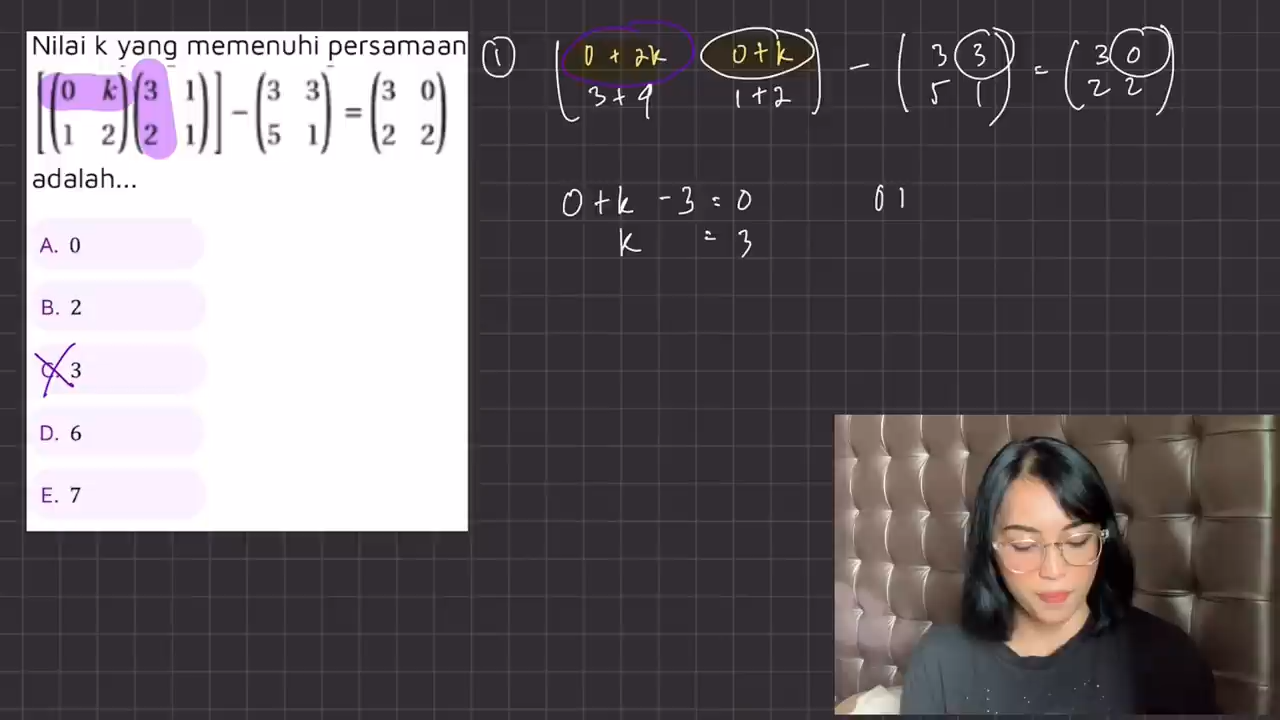 Nilai k yang memenuhi persamaan
[(0 k
1 2)(3 1
2 1)] − (3 3
5 1) = (3 0
2 2)
adalah...
A. 0
B. 2
C. 3
D. 6
E. 7
① (0 + 2k 0 + k) − (3 3) = (3 0)
(3 + 4 1 + 2) (5 1) (2 2)
0 + k − 3 = 0 0 1
k = 3